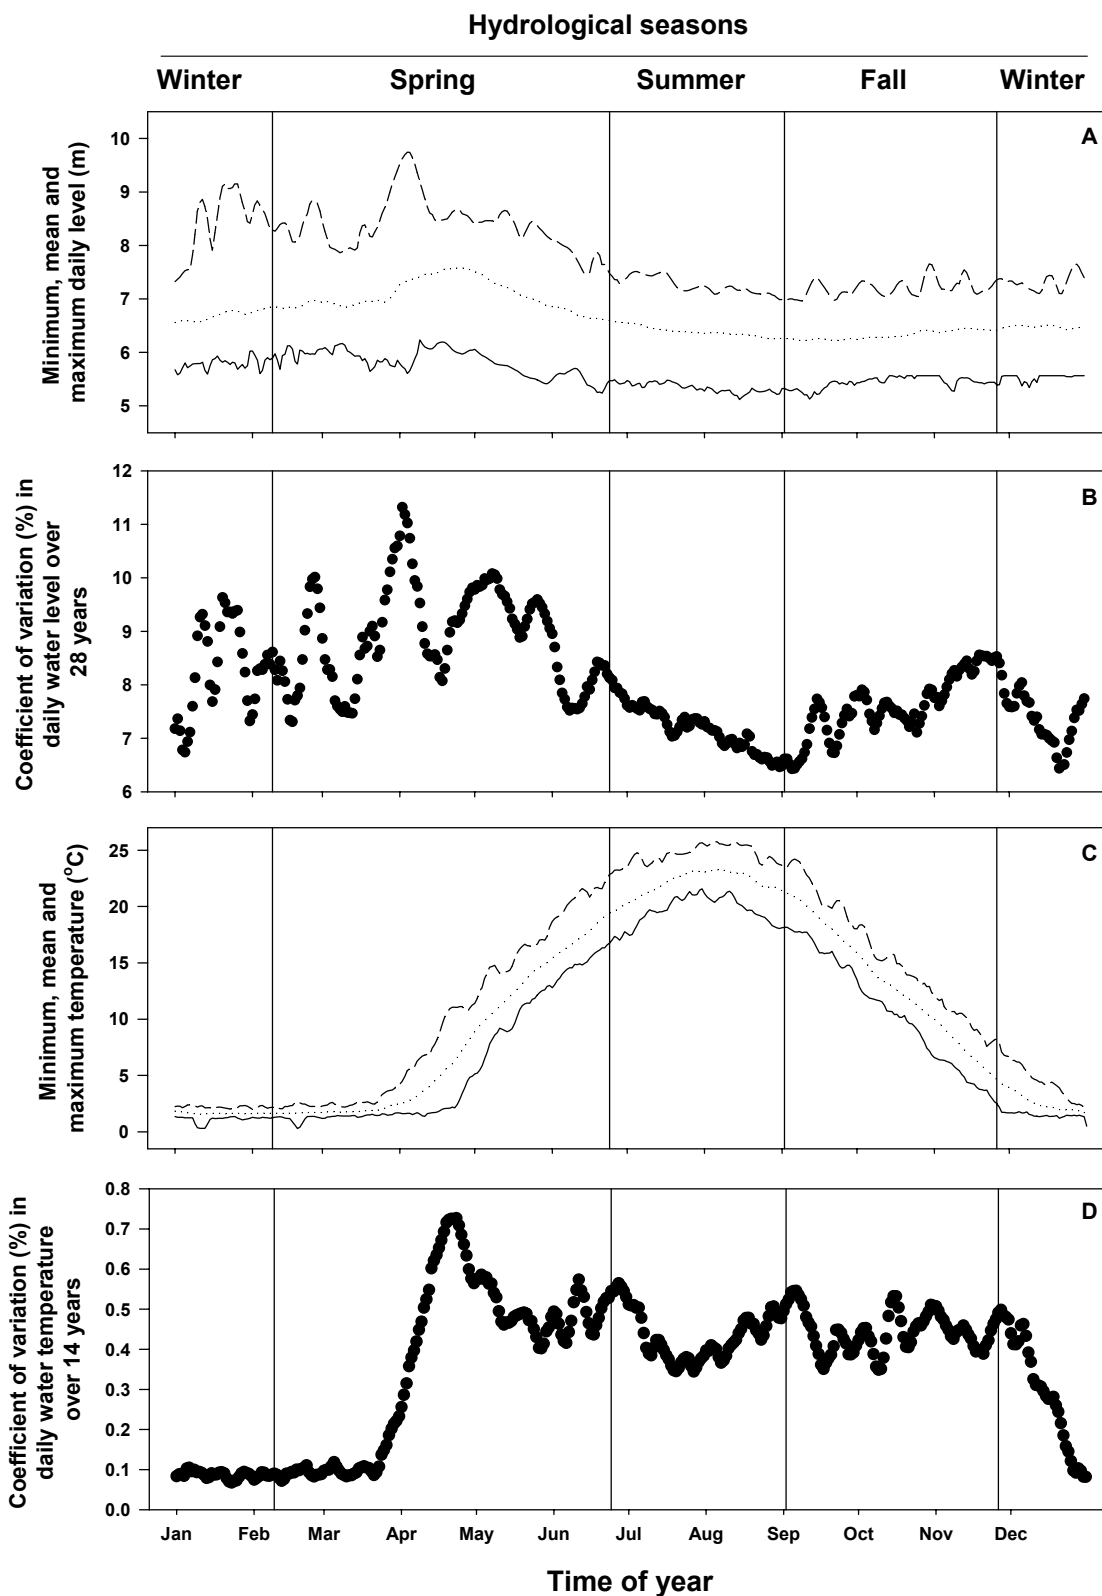 Hydrological seasons
Winter Spring Summer Fall Winter
A
Minimum, mean and
maximum daily level (m)
10
9
8
7
6
5
B
Coefficient of variation (%) in
daily water level over
28 years
12
11
10
9
8
7
6
C
Minimum, mean and
maximum temperature (°C)
25
20
15
10
5
0
D
Coefficient of variation (%) in
daily water temperature
over 14 years
0.8
0.7
0.6
0.5
0.4
0.3
0.2
0.1
0.0
Jan Feb Mar Apr May Jun Jul Aug Sep Oct Nov Dec
Time of year